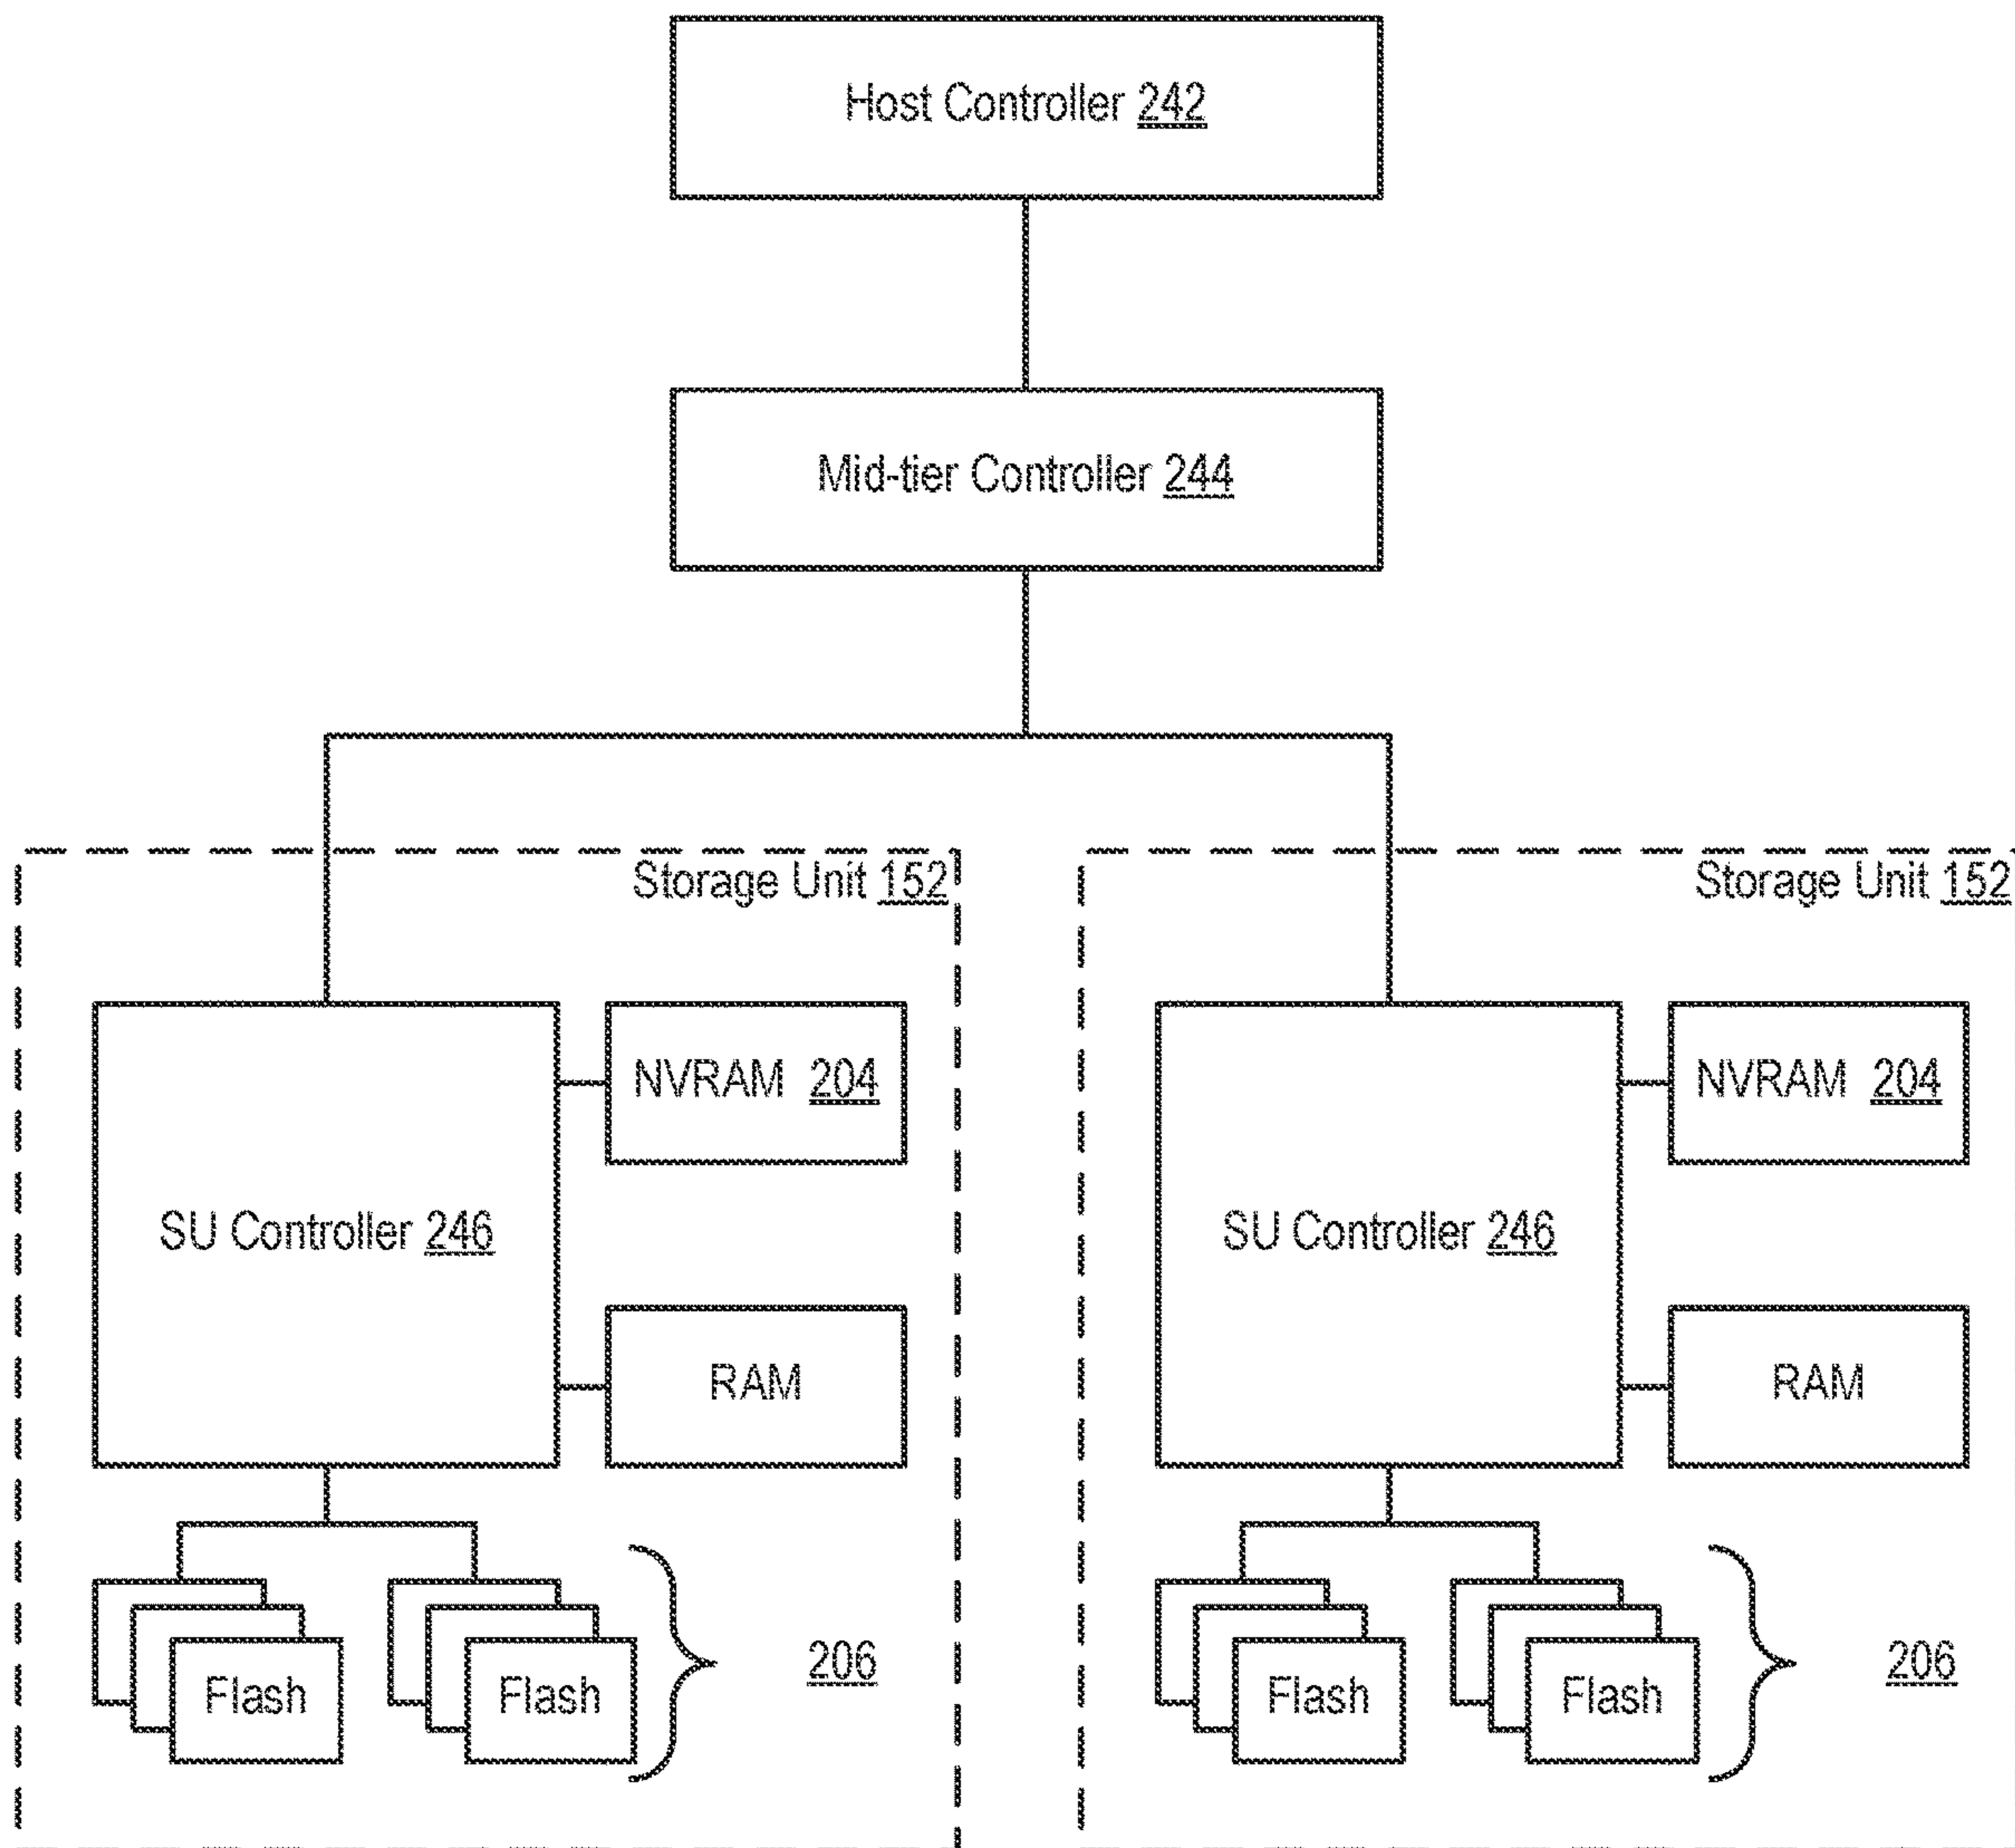 Host Controller 242
Mid-tier Controller 244
Storage Unit 152
Storage Unit 152
NVRAM 204
NVRAM 204
SU Controller 246
SU Controller 246
RAM
RAM
Flash
Flash
206
Flash
Flash
206